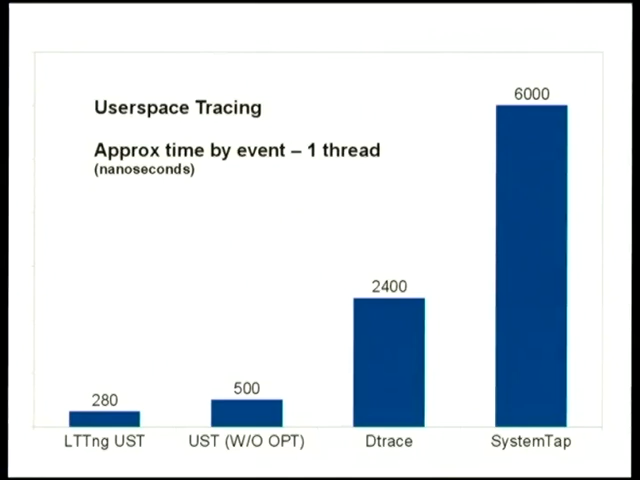 Userspace Tracing
Approx time by event – 1 thread
(nanoseconds)
6000
2400
500
280
LTTng UST
UST (W/O OPT)
Dtrace
SystemTap